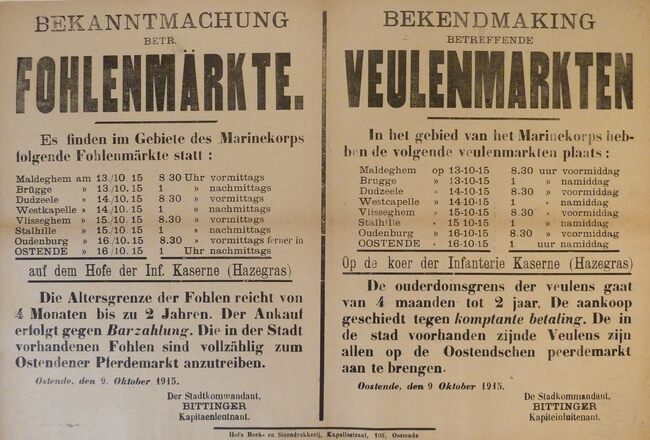 BEKANNTMACHUNG
BETR.
FOHLENMÄRKTE.
Es finden im Gebiete des Marinekorps
folgende Fohlenmärkte statt :
Maldeghem am 13./10. 15 8 30 Uhr vormittags
Brügge » 13./10. 15 1 » nachmittags
Dudzeele » 14./10. 15 8.30 » vormittags
Westkapelle » 14./10. 15 1 » nachmittags
Vlisseghem » 15./10. 15 8.30 » vormittags
Stalhille » 15./10. 15 1 » nachmittags
Oudenburg » 16./10. 15 8.30 » vormittags ferner in
OSTENDE » 16./10. 15 1 Uhr nachmittags
auf dem Hofe der Inf. Kaserne (Hazegras)
Die Altersgrenze der Fohlen reicht von
4 Monaten bis zu 2 Jahren. Der Ankauf
erfolgt gegen Barzahlung. Die in der Stadt
vorhandenen Fohlen sind vollzählig zum
Ostendener Pferdemarkt anzutreiben.
Ostende, den 9. Oktober 1915.
Der Stadtkommandant,
BITTINGER
Kapitaenleutnant.
BEKENDMAKING
BETREFFENDE
VEULENMARKTEN
In het gebied van het Marinekorps heb-
ben de volgende veulenmarkten plaats :
Maldeghem op 13-10-15 8.30 uur voormiddag
Brugge » 13-10-15 1 » namiddag
Dudzeele » 14-10-15 8.30 » voormiddag
Westcapelle » 14-10-15 1 » namiddag
Vlisseghem » 15-10-15 8.30 » voormiddag
Stalhille » 15-10-15 1 » namiddag
Oudenburg » 16-10-15 8.30 » voormiddag
OOSTENDE » 16-10-15 1 uur namiddag
Op de koer der Infanterie Kaserne (Hazegras)
De ouderdomsgrens der veulens gaat
van 4 maanden tot 2 jaar. De aankoop
geschiedt tegen komptante betaling. De in
de stad voorhanden zijnde Veulens zijn
allen op de Oostendschen peerdemarkt
aan te brengen.
Oostende, den 9 Oktober 1915.
De Stadkommandant,
BITTINGER
Kapiteinluitenant.
Hof's Boek- en Steendrukkerij, Kapellestraat, 105, Oostende